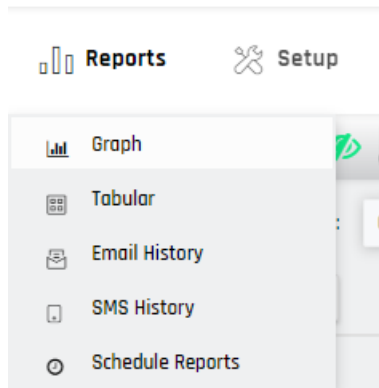 Reports Setup
Graph
Tabular
Email History
SMS History
Schedule Reports